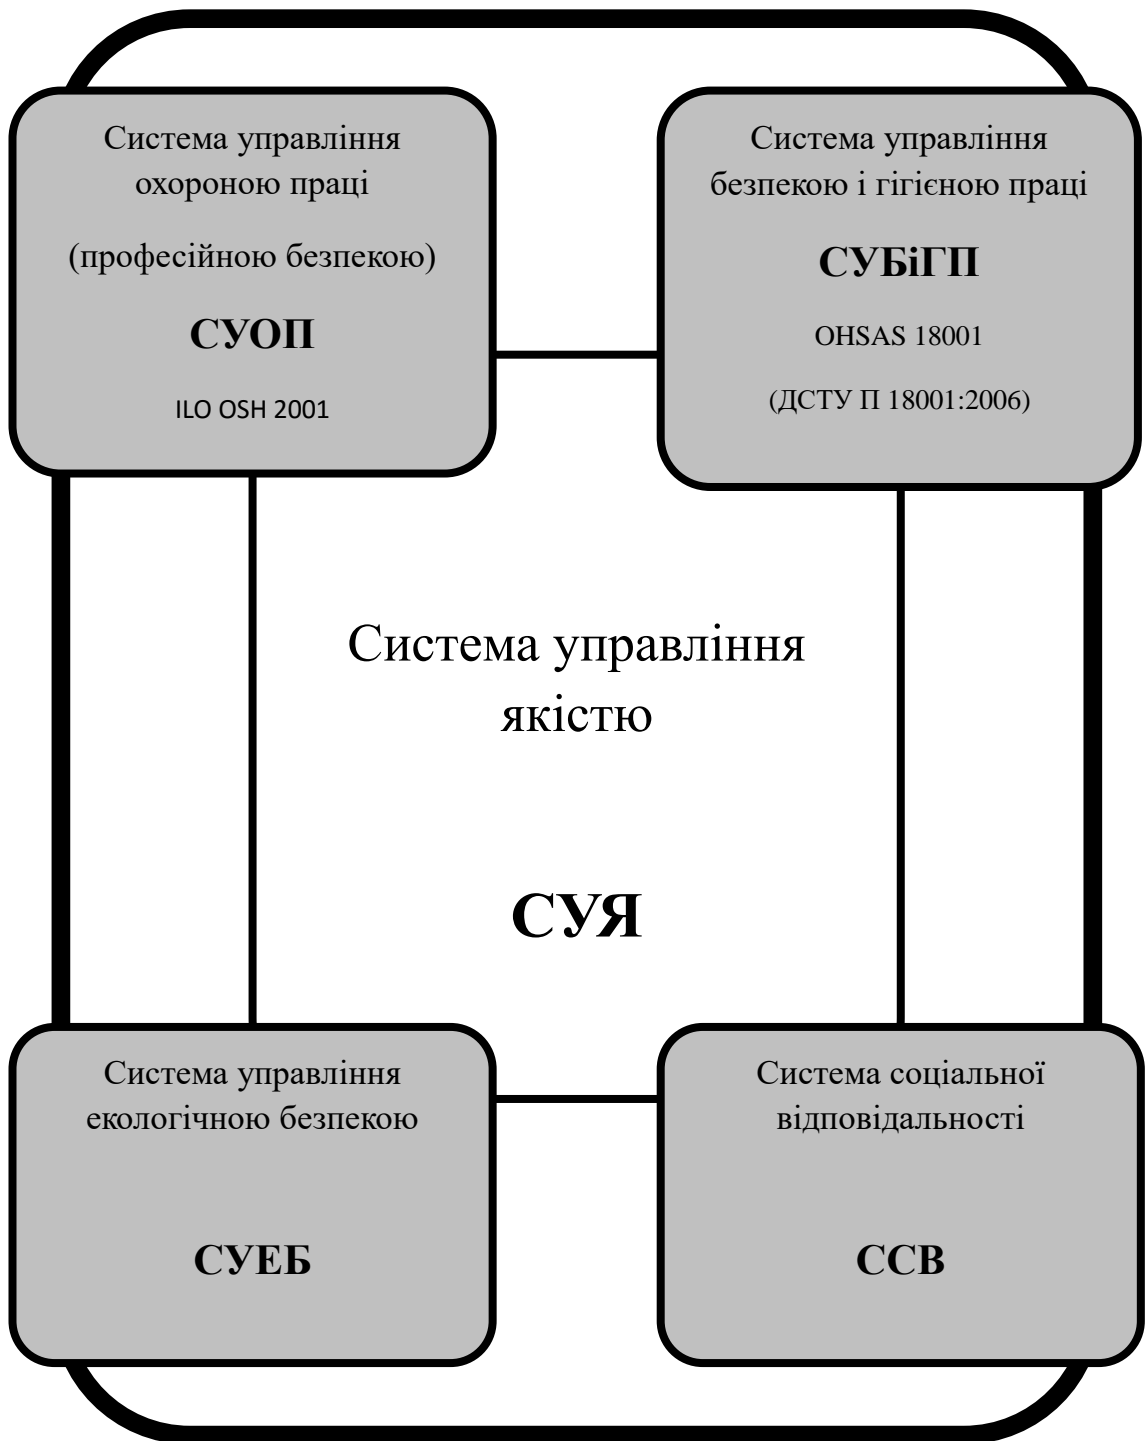 Система управління
охороною праці
(професійною безпекою)
СУОП
ILO OSH 2001
Система управління
безпекою і гігієною праці
СУБіГП
OHSAS 18001
(ДСТУ П 18001:2006)
Система управління
якістю
СУЯ
Система управління
екологічною безпекою
СУЕБ
Система соціальної
відповідальності
ССВ